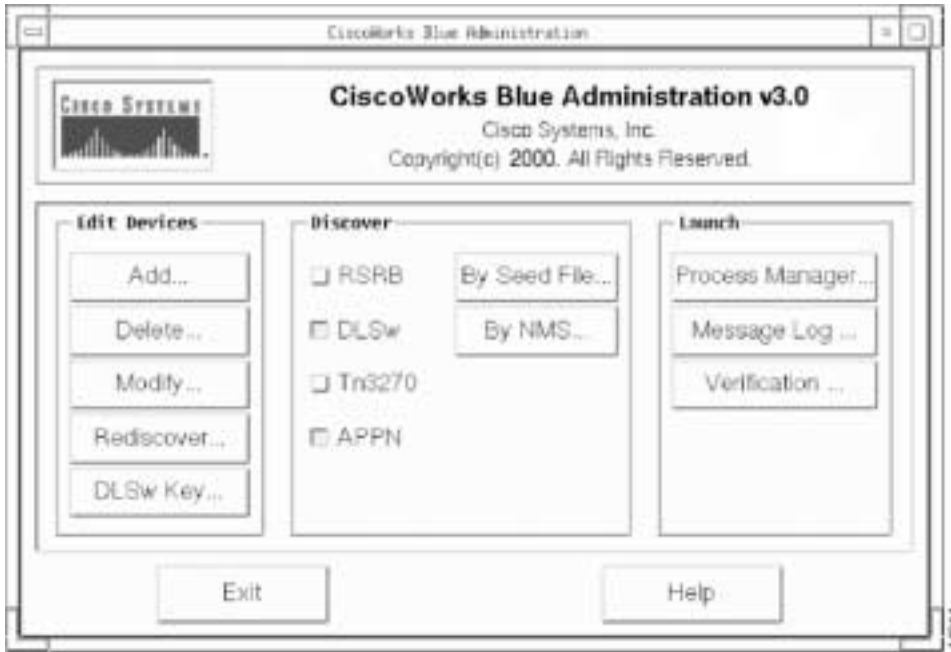 CiscoWorks Blue Administration
CISCO SYSTEMS
CiscoWorks Blue Administration v3.0
Cisco Systems, Inc.
Copyright(c) 2000. All Rights Reserved.
Edit Devices
Add...
Delete...
Modify...
Rediscover...
DLSw Key...
Discover
RSRB
DLSw
Tn3270
APPN
By Seed File...
By NMS...
Launch
Process Manager...
Message Log ...
Verification ...
Exit
Help